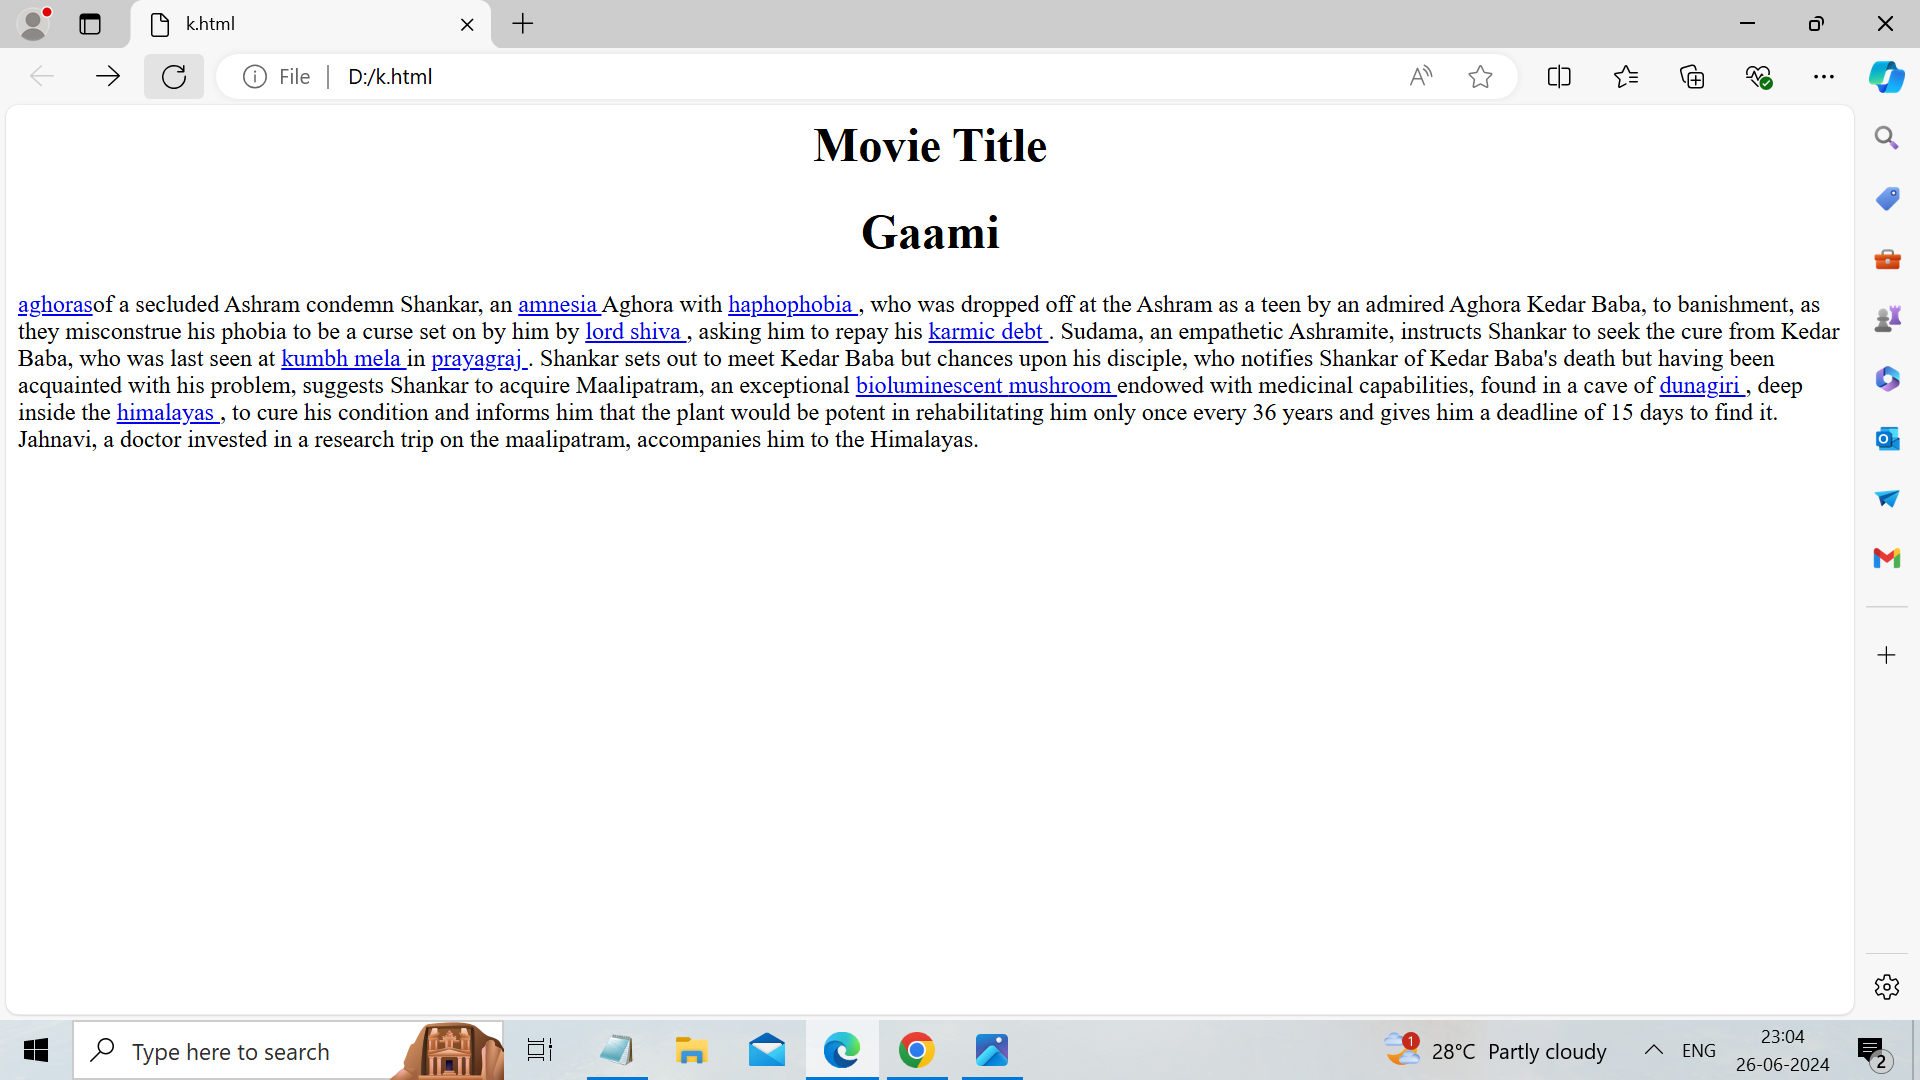 k.html
File
D:/k.html
Movie Title
Gaami
aghorasof a secluded Ashram condemn Shankar, an amnesia Aghora with haphophobia , who was dropped off at the Ashram as a teen by an admired Aghora Kedar Baba, to banishment, as
they misconstrue his phobia to be a curse set on by him by lord shiva , asking him to repay his karmic debt . Sudama, an empathetic Ashramite, instructs Shankar to seek the cure from Kedar
Baba, who was last seen at kumbh mela in prayagraj . Shankar sets out to meet Kedar Baba but chances upon his disciple, who notifies Shankar of Kedar Baba's death but having been
acquainted with his problem, suggests Shankar to acquire Maalipatram, an exceptional bioluminescent mushroom endowed with medicinal capabilities, found in a cave of dunagiri , deep
inside the himalayas , to cure his condition and informs him that the plant would be potent in rehabilitating him only once every 36 years and gives him a deadline of 15 days to find it.
Jahnavi, a doctor invested in a research trip on the maalipatram, accompanies him to the Himalayas.
Type here to search
1
28°C Partly cloudy
ENG
23:04
26-06-2024
2